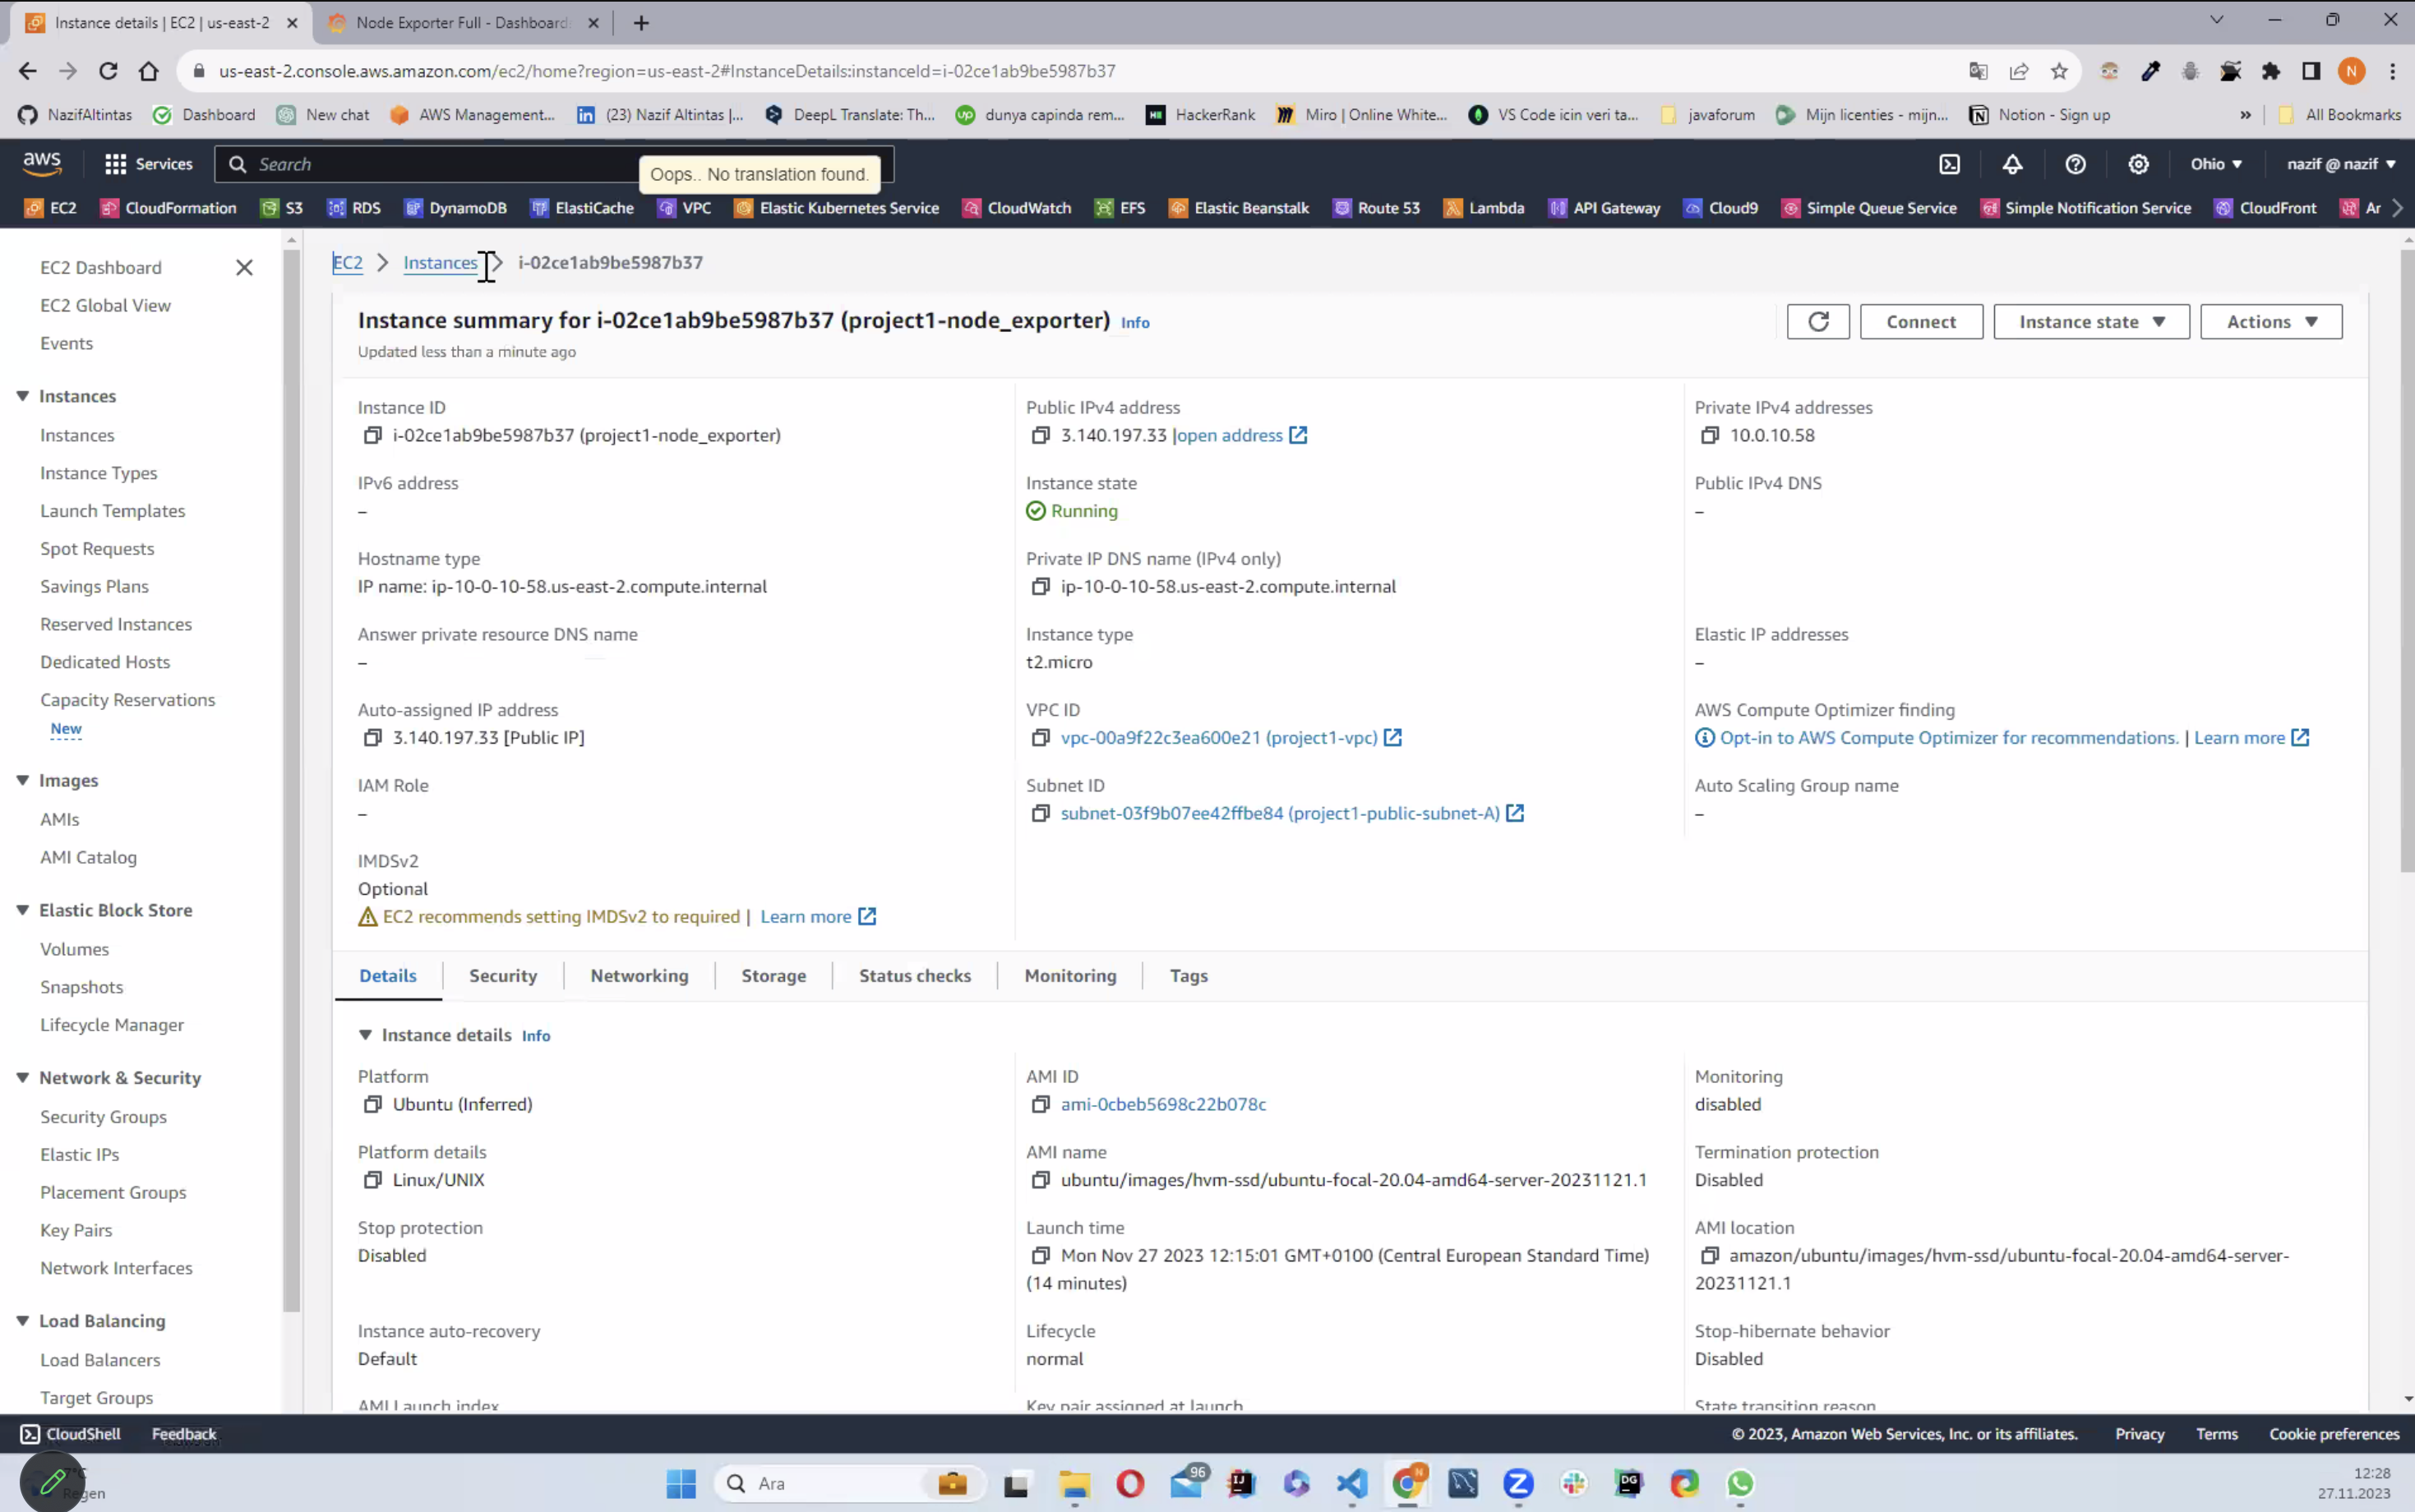 Instance details | EC2 | us-east-2
Node Exporter Full - Dashboard
us-east-2.console.aws.amazon.com/ec2/home?region=us-east-2#InstanceDetails:instanceId=i-02ce1ab9be5987b37
N
NazifAltintas
Dashboard
New chat
AWS Management...
(23) Nazif Altintas |...
DeepL Translate: Th...
dunya capinda rem...
HackerRank
Miro | Online White...
VS Code icin veri ta...
javaforum
Mijn licenties - mijn...
Notion - Sign up
»
All Bookmarks
aws
Services
Search
Oops.. No translation found.
Ohio
nazif @ nazif
EC2
CloudFormation
S3
RDS
DynamoDB
ElastiCache
VPC
Elastic Kubernetes Service
CloudWatch
EFS
Elastic Beanstalk
Route 53
Lambda
API Gateway
Cloud9
Simple Queue Service
Simple Notification Service
CloudFront
Ar
EC2 Dashboard
EC2 Global View
Events
Instances
Instances
Instance Types
Launch Templates
Spot Requests
Savings Plans
Reserved Instances
Dedicated Hosts
Capacity Reservations
New
Images
AMIs
AMI Catalog
Elastic Block Store
Volumes
Snapshots
Lifecycle Manager
Network & Security
Security Groups
Elastic IPs
Placement Groups
Key Pairs
Network Interfaces
Load Balancing
Load Balancers
Target Groups
EC2 > Instances > i-02ce1ab9be5987b37
Instance summary for i-02ce1ab9be5987b37 (project1-node_exporter) Info
Updated less than a minute ago
Connect
Instance state
Actions
Instance ID
i-02ce1ab9be5987b37 (project1-node_exporter)
Public IPv4 address
3.140.197.33 |open address
Private IPv4 addresses
10.0.10.58
IPv6 address
–
Instance state
Running
Public IPv4 DNS
–
Hostname type
IP name: ip-10-0-10-58.us-east-2.compute.internal
Private IP DNS name (IPv4 only)
ip-10-0-10-58.us-east-2.compute.internal
Answer private resource DNS name
–
Instance type
t2.micro
Elastic IP addresses
–
Auto-assigned IP address
3.140.197.33 [Public IP]
VPC ID
vpc-00a9f22c3ea600e21 (project1-vpc)
AWS Compute Optimizer finding
Opt-in to AWS Compute Optimizer for recommendations. | Learn more
IAM Role
–
Subnet ID
subnet-03f9b07ee42ffbe84 (project1-public-subnet-A)
Auto Scaling Group name
–
IMDSv2
Optional
EC2 recommends setting IMDSv2 to required | Learn more
Details
Security
Networking
Storage
Status checks
Monitoring
Tags
Instance details Info
Platform
Ubuntu (Inferred)
AMI ID
ami-0cbeb5698c22b078c
Monitoring
disabled
Platform details
Linux/UNIX
AMI name
ubuntu/images/hvm-ssd/ubuntu-focal-20.04-amd64-server-20231121.1
Termination protection
Disabled
Stop protection
Disabled
Launch time
Mon Nov 27 2023 12:15:01 GMT+0100 (Central European Standard Time)
(14 minutes)
AMI location
amazon/ubuntu/images/hvm-ssd/ubuntu-focal-20.04-amd64-server-
20231121.1
Instance auto-recovery
Default
Lifecycle
normal
Stop-hibernate behavior
Disabled
AMI Launch index
Key pair assigned at launch
State transition reason
CloudShell
Feedback
© 2023, Amazon Web Services, Inc. or its affiliates.
Privacy
Terms
Cookie preferences
7°C
Regen
Ara
96
IJ
N
DG
12:28
27.11.2023